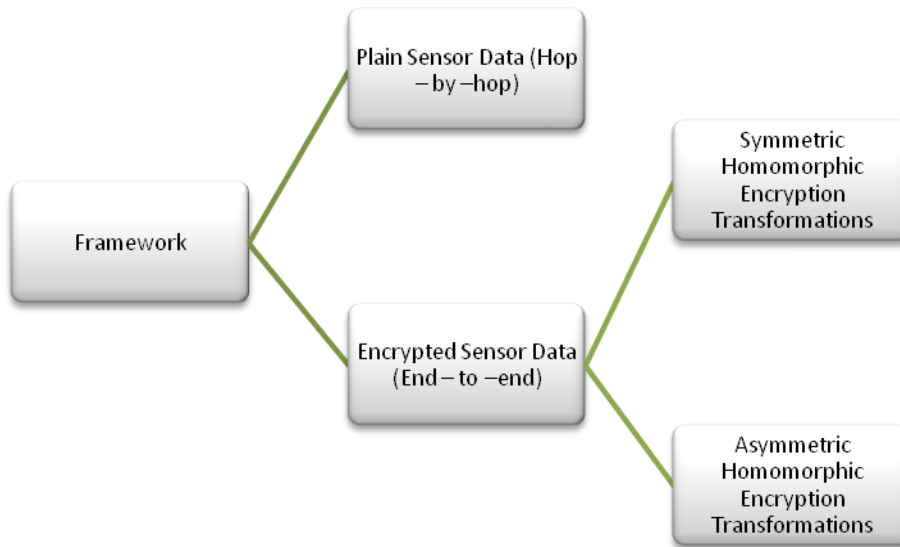 Framework
Plain Sensor Data (Hop
– by –hop)
Encrypted Sensor Data
(End – to –end)
Symmetric
Homomorphic
Encryption
Transformations
Asymmetric
Homomorphic
Encryption
Transformations